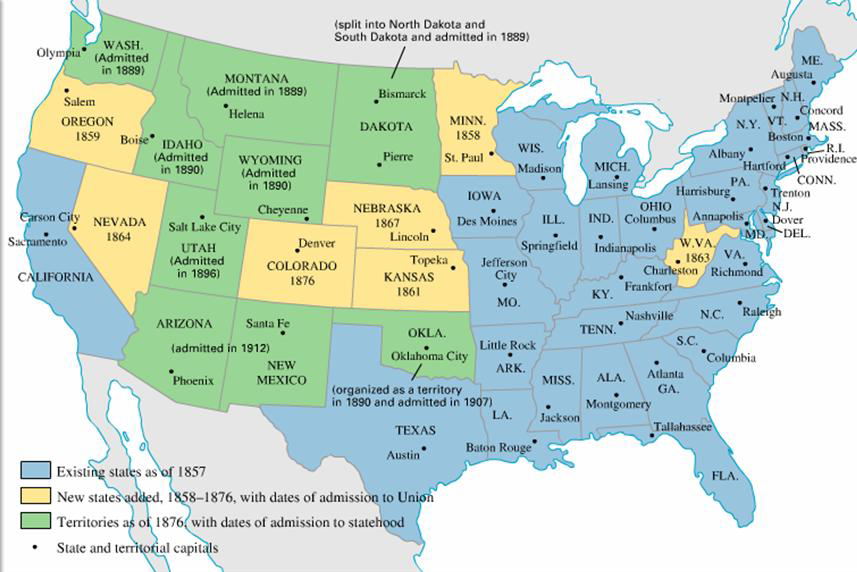 (split into North Dakota and
South Dakota and admitted in 1889)
Olympia
WASH.
(Admitted
in 1889)
MONTANA
(Admitted in 1889)
Helena
Bismarck
DAKOTA
Pierre
MINN.
1858
St. Paul
Salem
OREGON
1859
Boise
IDAHO
(Admitted
in 1890)
WYOMING
(Admitted
in 1890)
Cheyenne
WIS.
Madison
MICH.
Lansing
ME.
Augusta
Montpelier
N.H.
VT.
Concord
N.Y.
Boston
MASS.
Albany
R.I.
Providence
Hartford
CONN.
PA.
Harrisburg
Trenton
N.J.
Annapolis
Dover
DEL.
MD.
Carson City
Sacramento
NEVADA
1864
CALIFORNIA
Salt Lake City
UTAH
(Admitted
in 1896)
Denver
COLORADO
1876
NEBRASKA
1867
Lincoln
Topeka
KANSAS
1861
IOWA
Des Moines
ILL.
Springfield
IND.
Indianapolis
OHIO
Columbus
W.VA.
1863
Charleston
VA.
Richmond
Jefferson
City
MO.
KY.
Frankfort
Nashville
TENN.
N.C.
Raleigh
S.C.
Columbia
ARIZONA
(admitted in 1912)
Phoenix
Santa Fe
NEW
MEXICO
OKLA.
Oklahoma City
(organized as a territory
in 1890 and admitted in 1907)
Little Rock
ARK.
MISS.
Jackson
ALA.
Montgomery
Atlanta
GA.
Tallahassee
FLA.
LA.
Baton Rouge
TEXAS
Austin
Existing states as of 1857
New states added, 1858–1876, with dates of admission to Union
Territories as of 1876, with dates of admission to statehood
State and territorial capitals